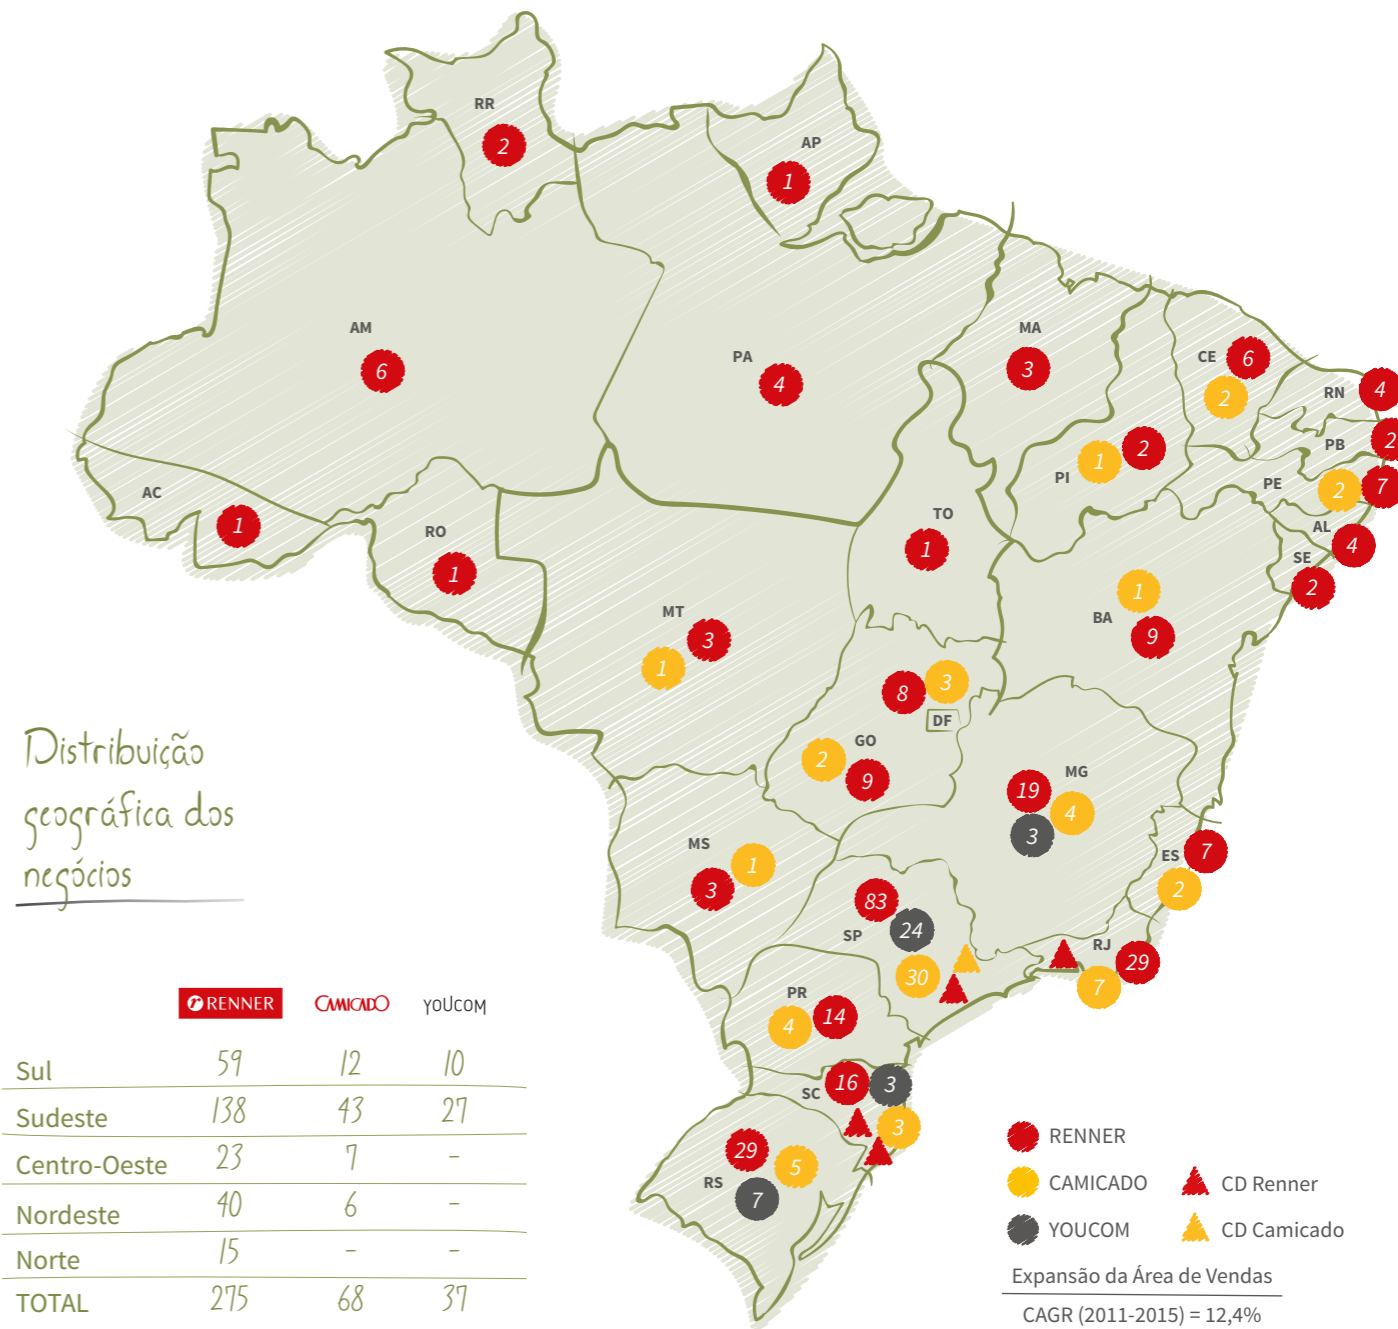 RR
2
AP
1
AM
6
PA
4
MA
3
CE
6
2
RN
4
PB
2
PI
1
2
PE
2
7
AL
4
SE
2
AC
1
RO
1
TO
1
BA
1
9
MT
3
1
8
3
DF
GO
2
9
MG
19
4
3
MS
1
3
ES
7
2
SP
83
24
30
RJ
29
7
PR
14
4
SC
16
3
3
RS
29
5
7
Distribuição
geográfica dos
negócios
RENNER CAMICADO YOUCOM
Sul 59 12 10
Sudeste 138 43 27
Centro-Oeste 23 7 -
Nordeste 40 6 -
Norte 15 - -
TOTAL 275 68 37
RENNER
CAMICADO CD Renner
YOUCOM CD Camicado
Expansão da Área de Vendas
CAGR (2011-2015) = 12,4%